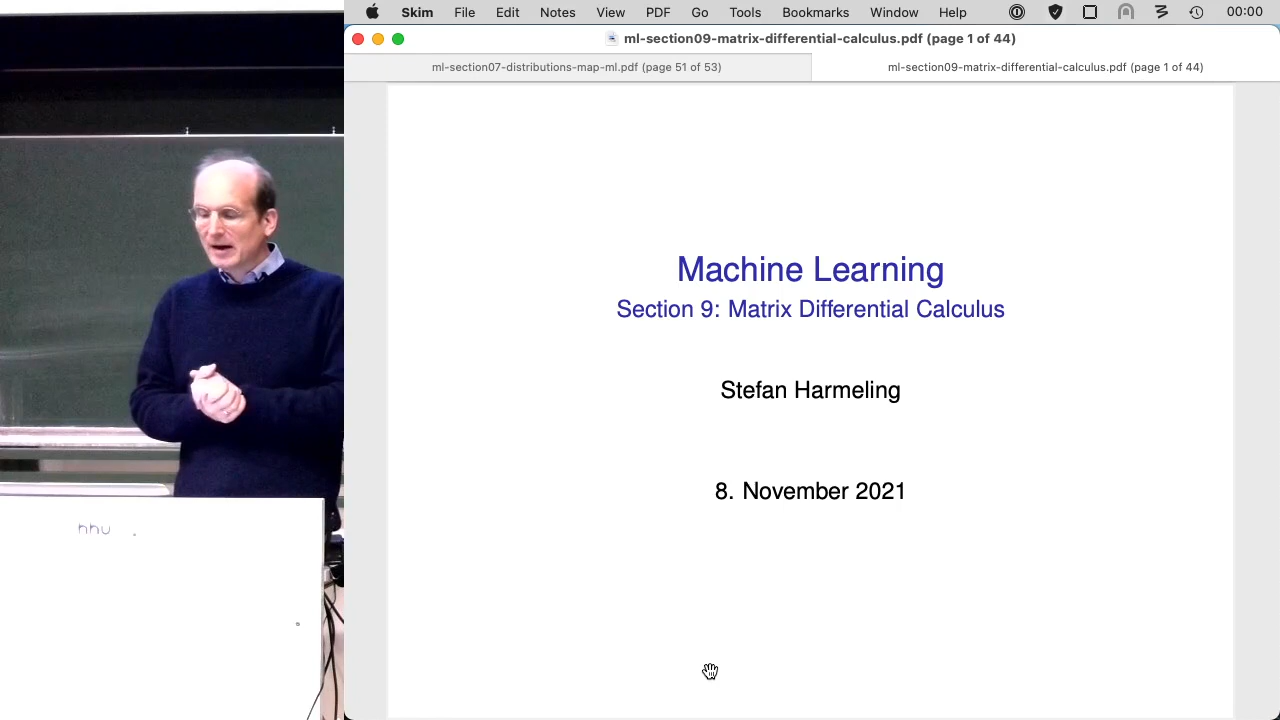 Skim File Edit Notes View PDF Go Tools Bookmarks Window Help 00:00
ml-section09-matrix-differential-calculus.pdf (page 1 of 44)
ml-section07-distributions-map-ml.pdf (page 51 of 53) ml-section09-matrix-differential-calculus.pdf (page 1 of 44)
Machine Learning
Section 9: Matrix Differential Calculus
Stefan Harmeling
8. November 2021
hhu